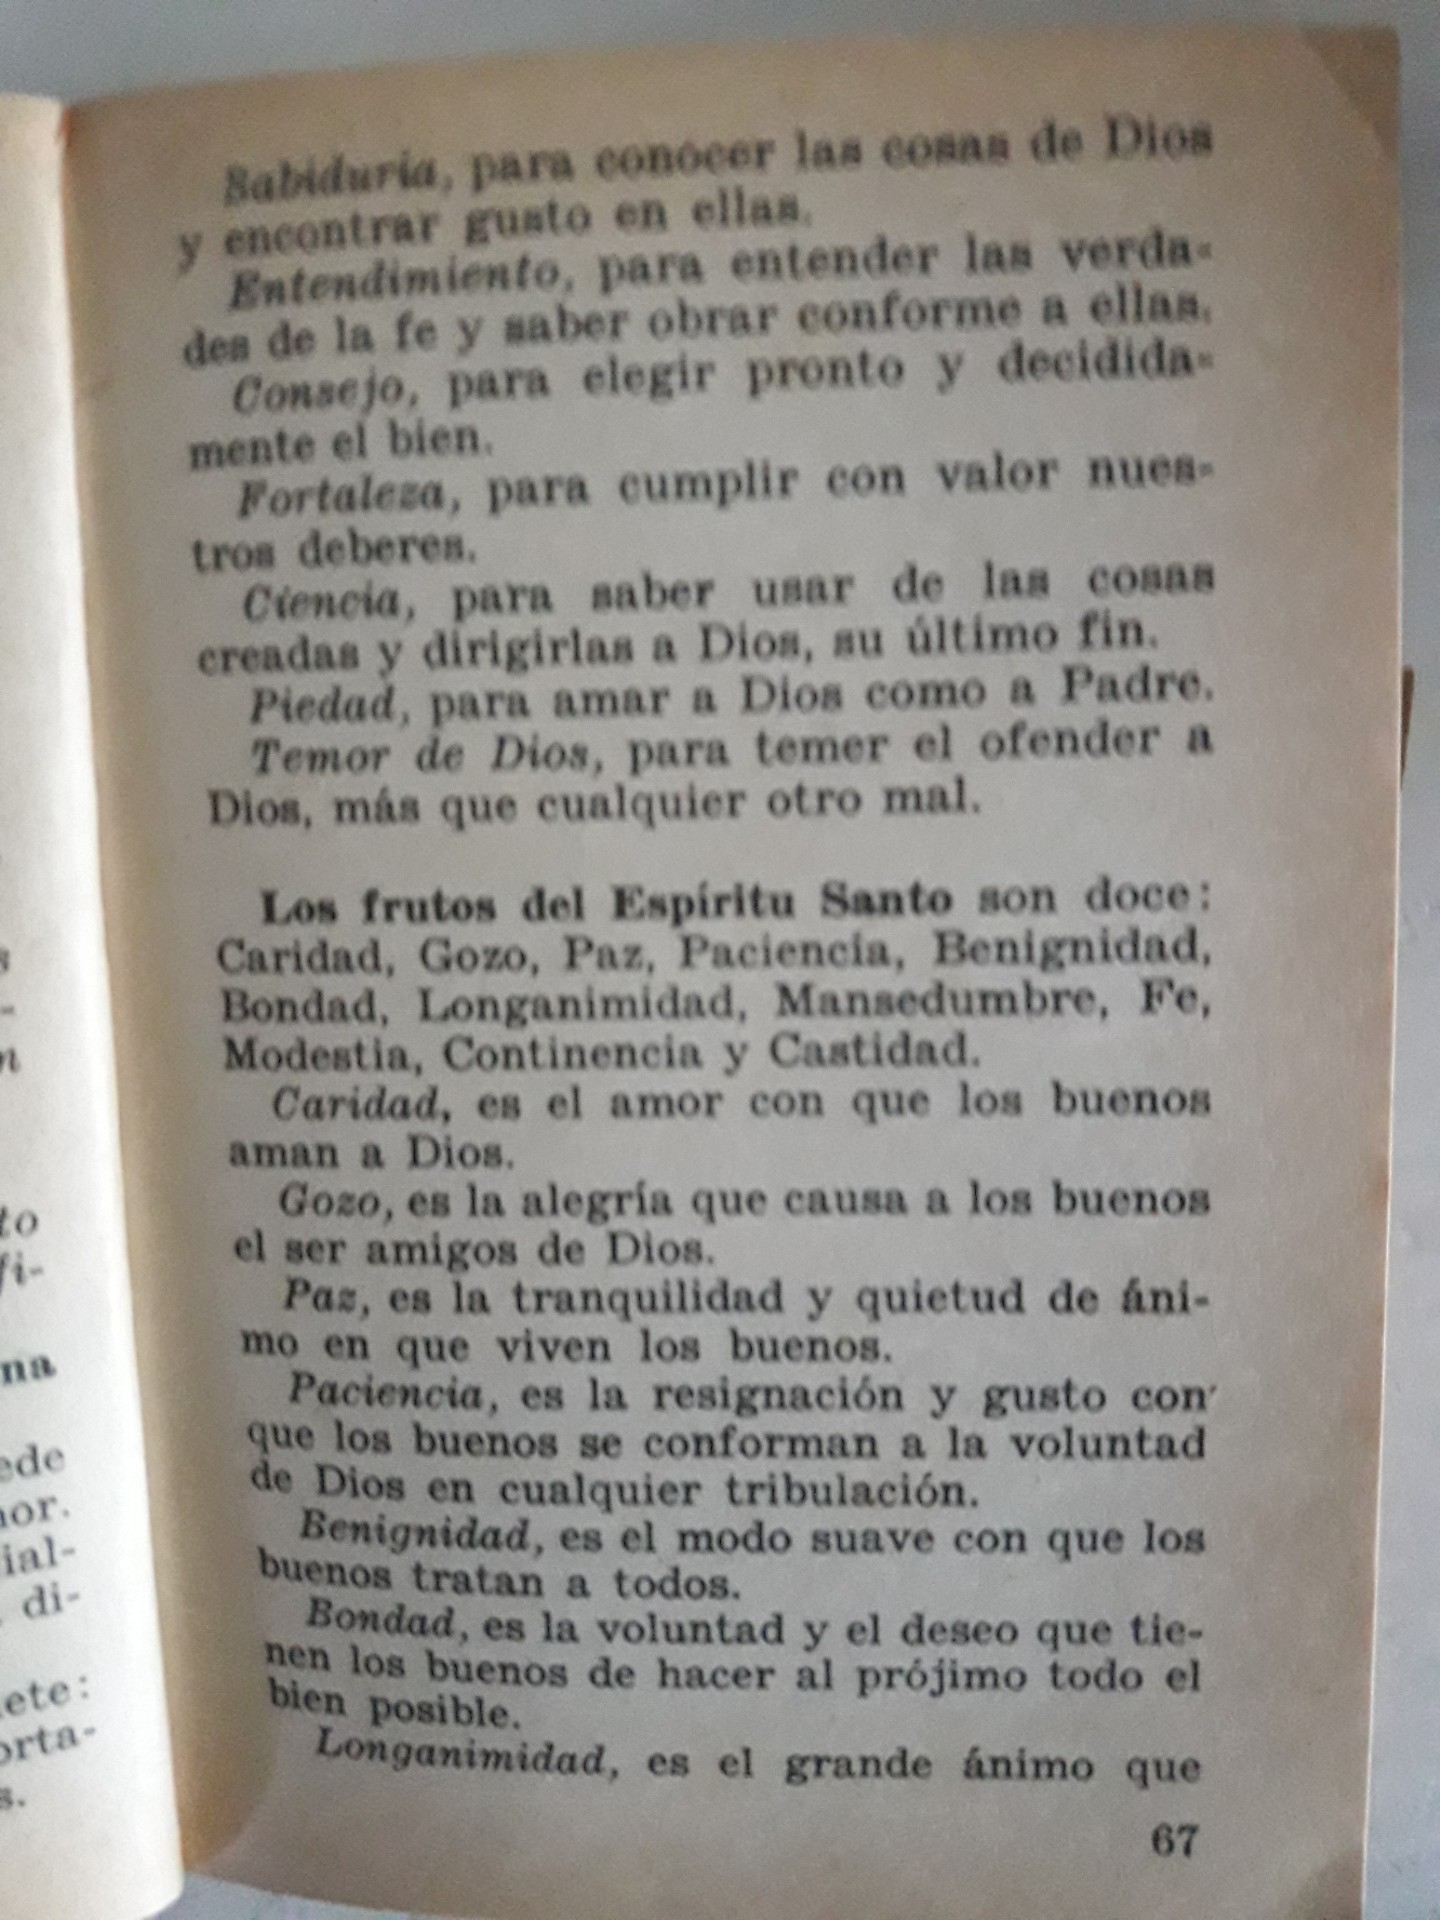 Sabiduría, para conocer las cosas de Dios
y encontrar gusto en ellas.
Entendimiento, para entender las verda-
des de la fe y saber obrar conforme a ellas.
Consejo, para elegir pronto y decidida-
mente el bien.
Fortaleza, para cumplir con valor nues-
tros deberes.
Ciencia, para saber usar de las cosas
creadas y dirigirlas a Dios, su último fin.
Piedad, para amar a Dios como a Padre.
Temor de Dios, para temer el ofender a
Dios, más que cualquier otro mal.
Los frutos del Espíritu Santo son doce:
Caridad, Gozo, Paz, Paciencia, Benignidad,
Bondad, Longanimidad, Mansedumbre, Fe,
Modestia, Continencia y Castidad.
Caridad, es el amor con que los buenos
aman a Dios.
Gozo, es la alegría que causa a los buenos
el ser amigos de Dios.
Paz, es la tranquilidad y quietud de áni-
mo en que viven los buenos.
Paciencia, es la resignación y gusto con
que los buenos se conforman a la voluntad
de Dios en cualquier tribulación.
Benignidad, es el modo suave con que los
buenos tratan a todos.
Bondad, es la voluntad y el deseo que tie-
nen los buenos de hacer al prójimo todo el
bien posible.
Longanimidad, es el grande ánimo que
67